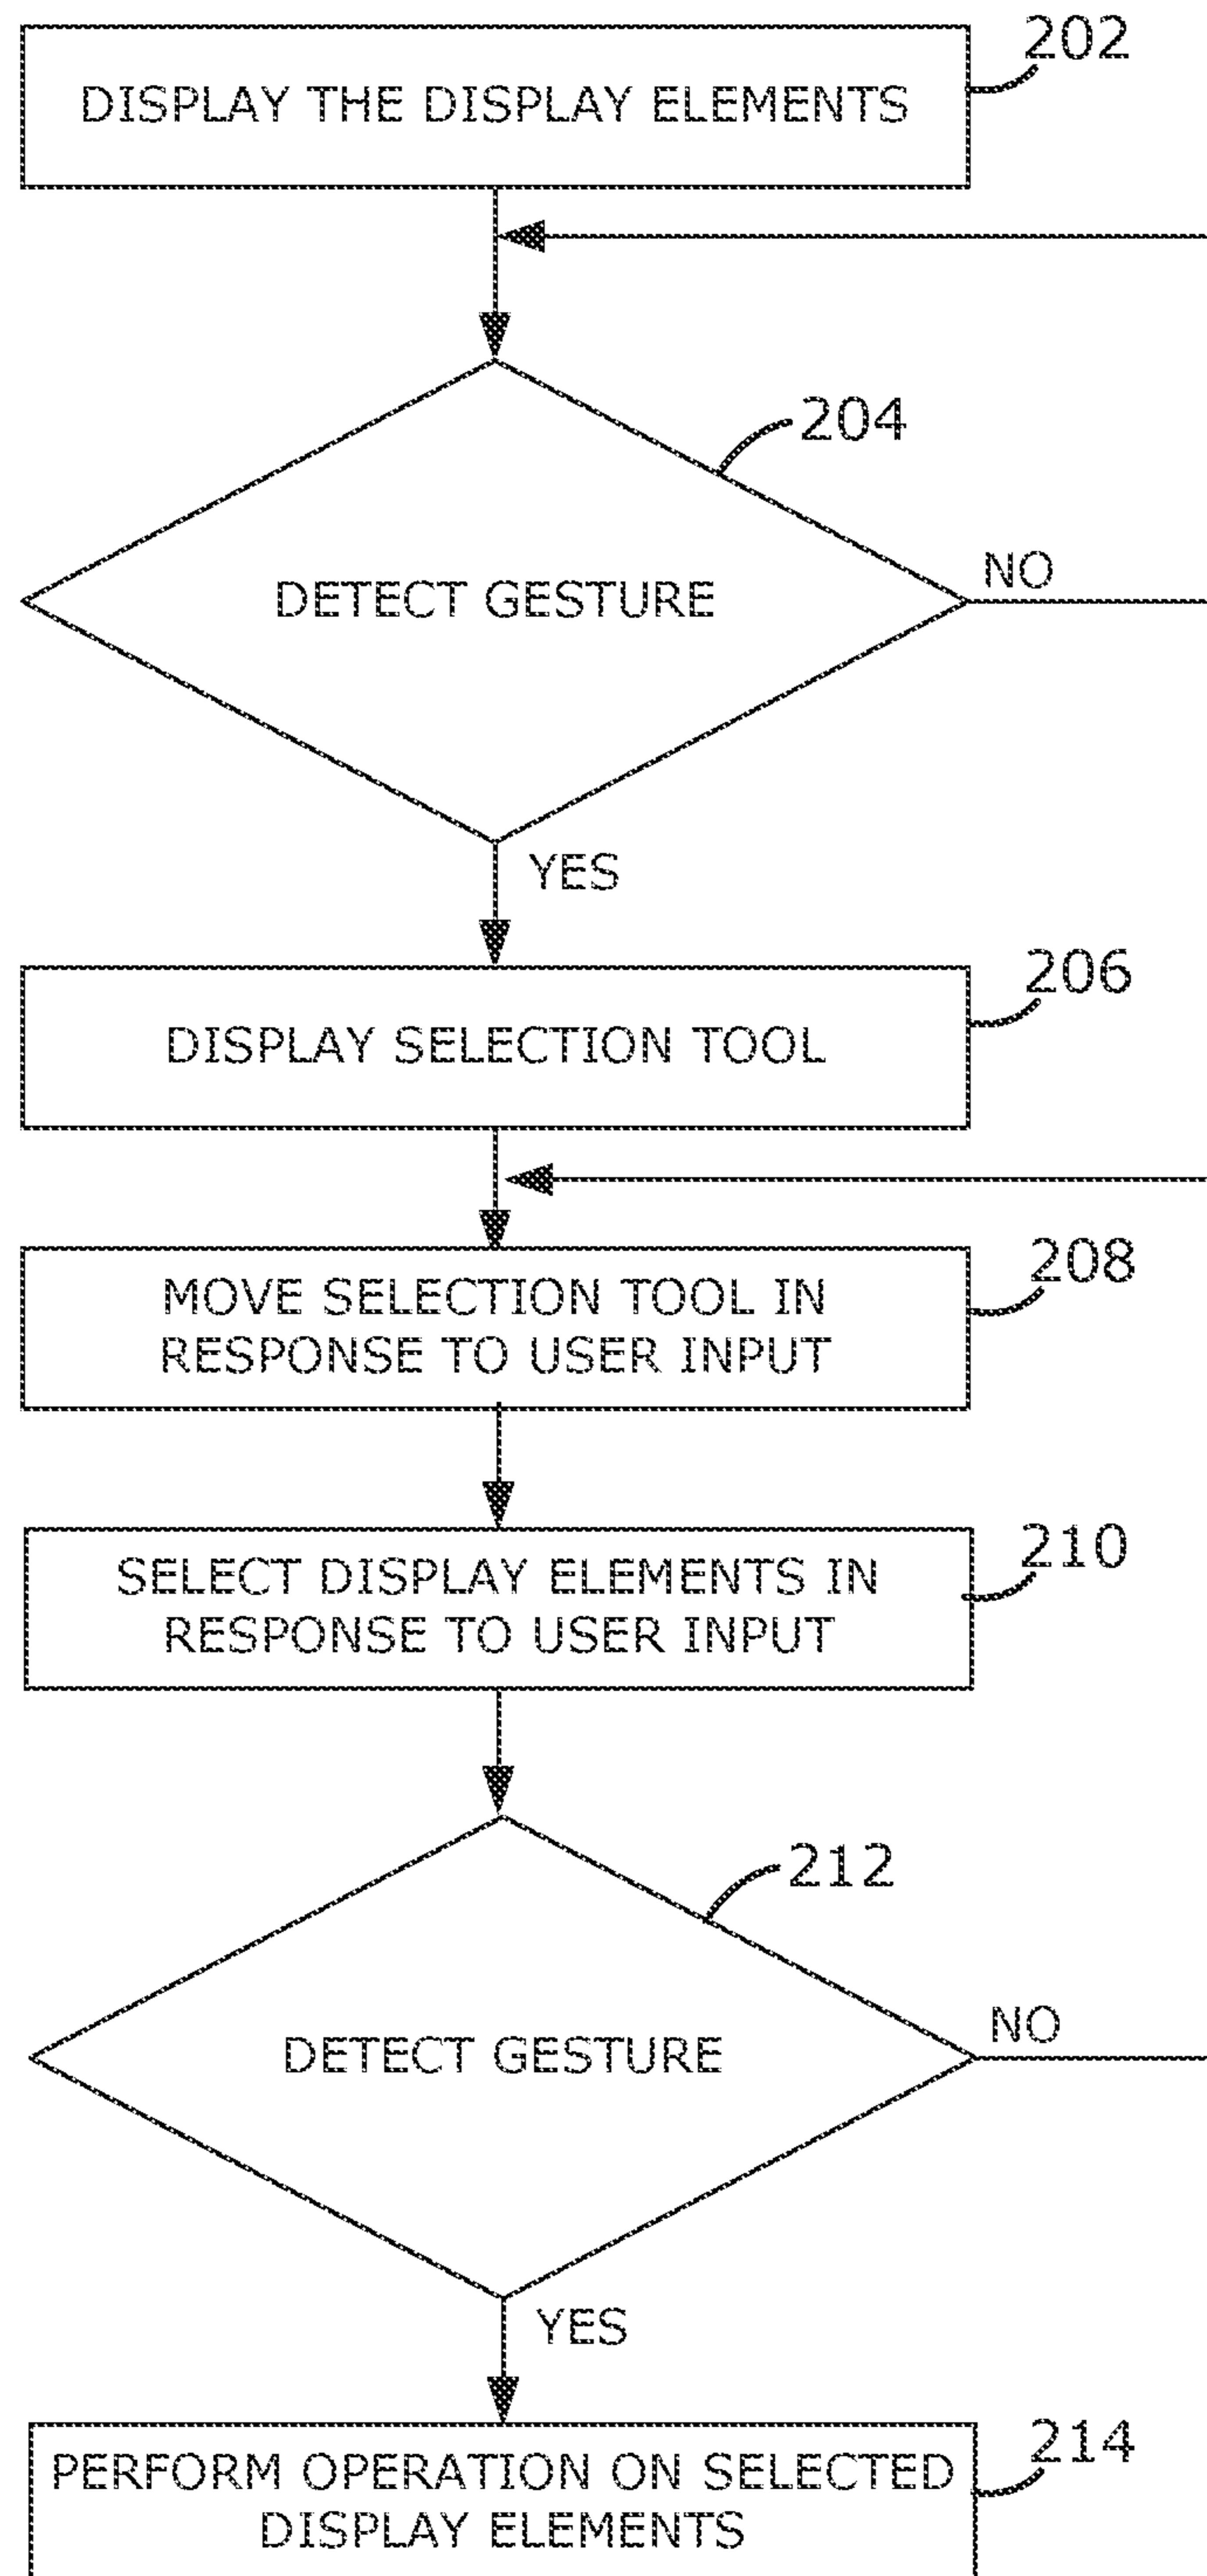 202
DISPLAY THE DISPLAY ELEMENTS
204
DETECT GESTURE
NO
YES
206
DISPLAY SELECTION TOOL
208
MOVE SELECTION TOOL IN
RESPONSE TO USER INPUT
210
SELECT DISPLAY ELEMENTS IN
RESPONSE TO USER INPUT
212
DETECT GESTURE
NO
YES
214
PERFORM OPERATION ON SELECTED
DISPLAY ELEMENTS